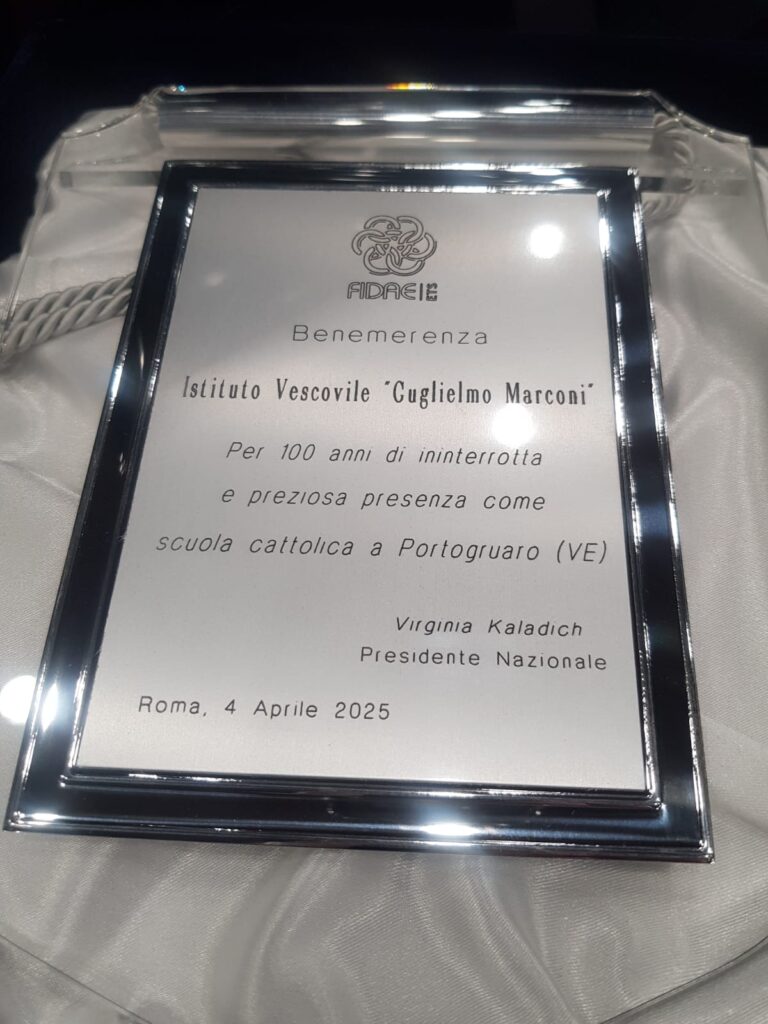 FIDAE ETS
Benemerenza
Istituto Vescovile "Guglielmo Marconi"
Per 100 anni di ininterrotta
e preziosa presenza come
scuola cattolica a Portogruaro (VE)
Virginia Kaladich
Presidente Nazionale
Roma, 4 Aprile 2025